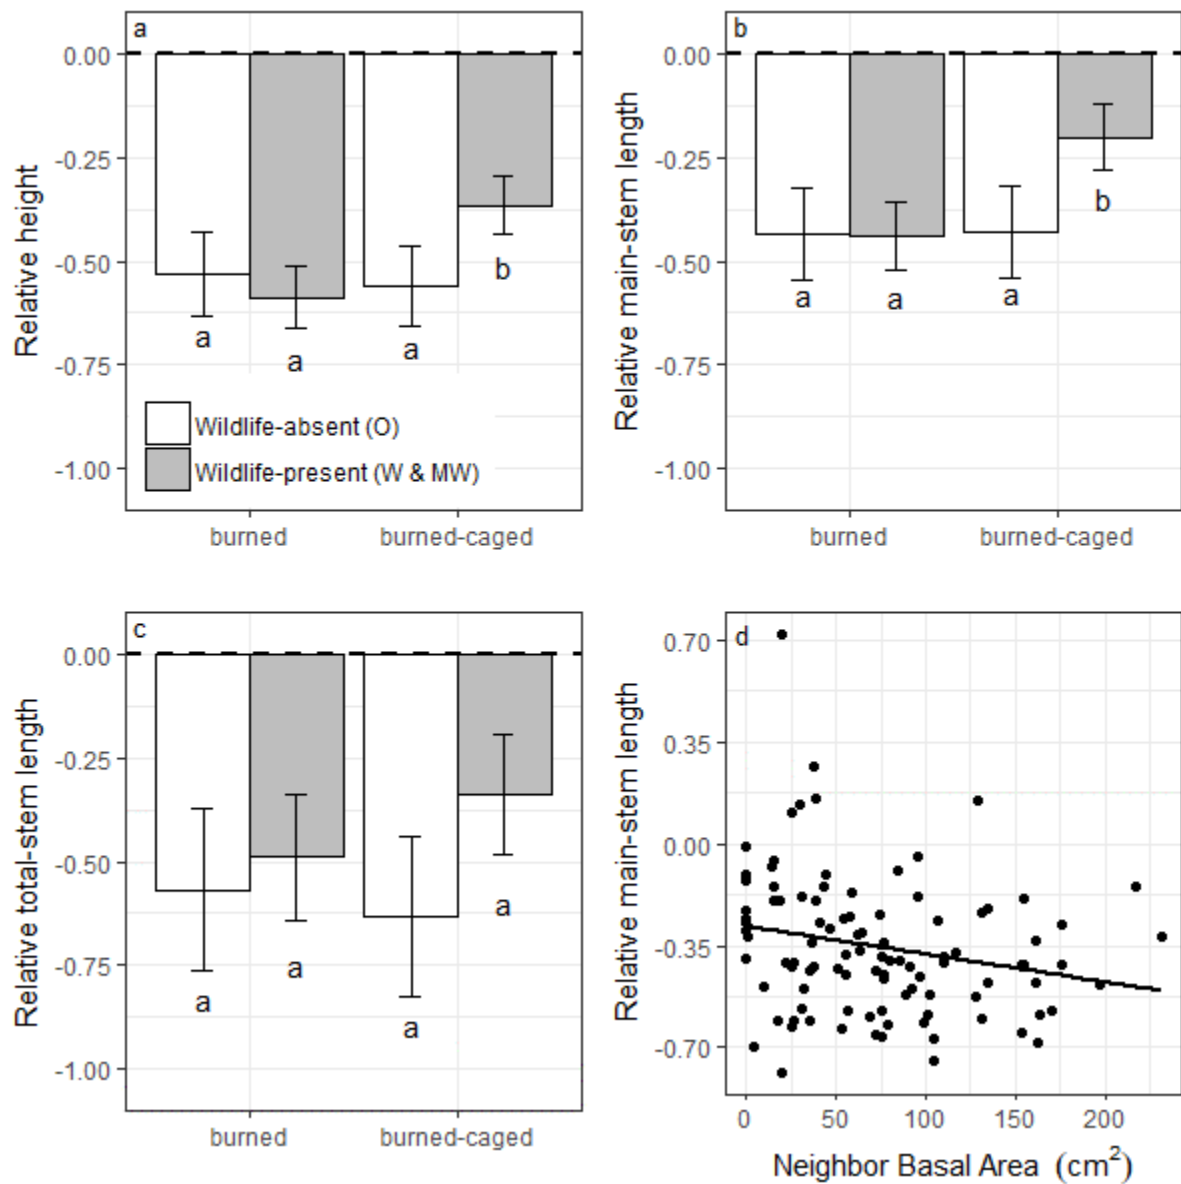 a
Relative height
0.00
-0.25
-0.50
-0.75
-1.00
a
a
a
b
Wildlife-absent (O)
Wildlife-present (W & MW)
burned
burned-caged
b
Relative main-stem length
0.00
-0.25
-0.50
-0.75
-1.00
a
a
a
b
burned
burned-caged
c
Relative total-stem length
0.00
-0.25
-0.50
-0.75
-1.00
a
a
a
a
burned
burned-caged
d
Relative main-stem length
0.70
0.35
0.00
-0.35
-0.70
0 50 100 150 200
Neighbor Basal Area (cm²)